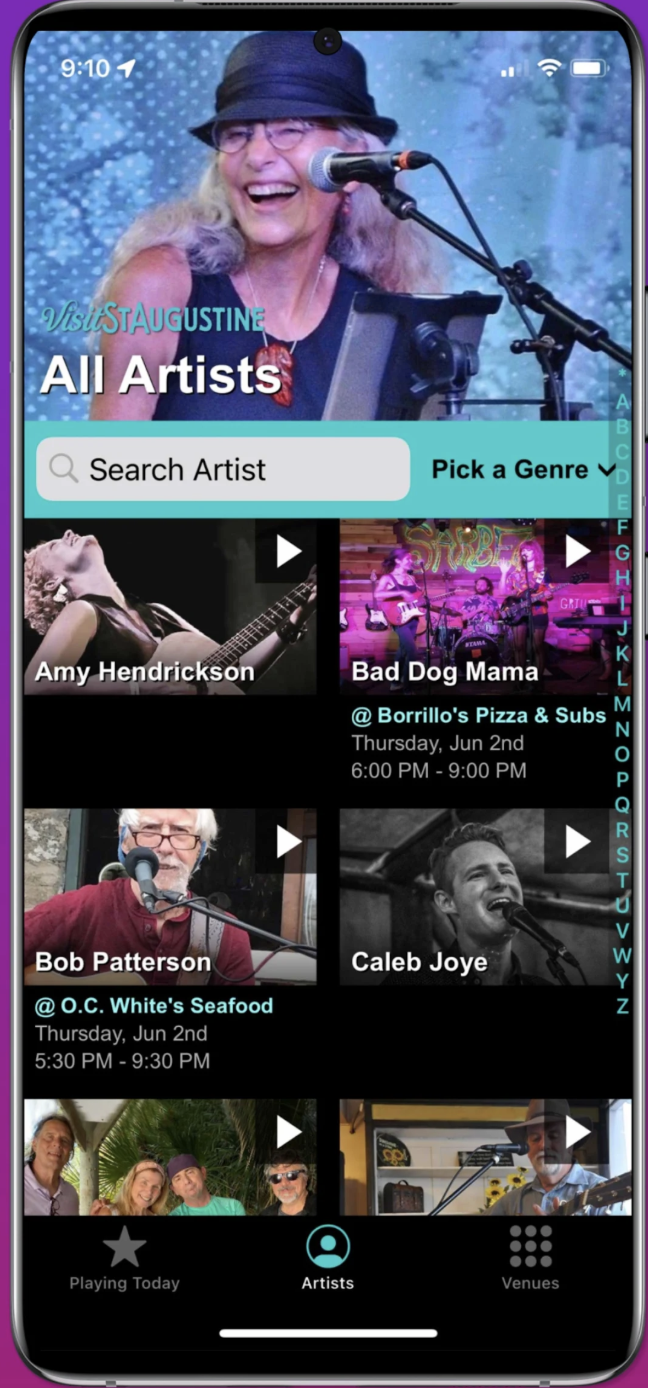 9:10
VisitSTAUGUSTINE
All Artists
Search Artist
Pick a Genre
*
A
B
C
D
E
F
G
H
I
J
K
L
M
N
O
P
Q
R
S
T
U
V
W
Y
Z
Amy Hendrickson
Bad Dog Mama
TAMA
@ Borrillo's Pizza & Subs
Thursday, Jun 2nd
6:00 PM - 9:00 PM
Bob Patterson
@ O.C. White's Seafood
Thursday, Jun 2nd
5:30 PM - 9:30 PM
Caleb Joye
Playing Today
Artists
Venues